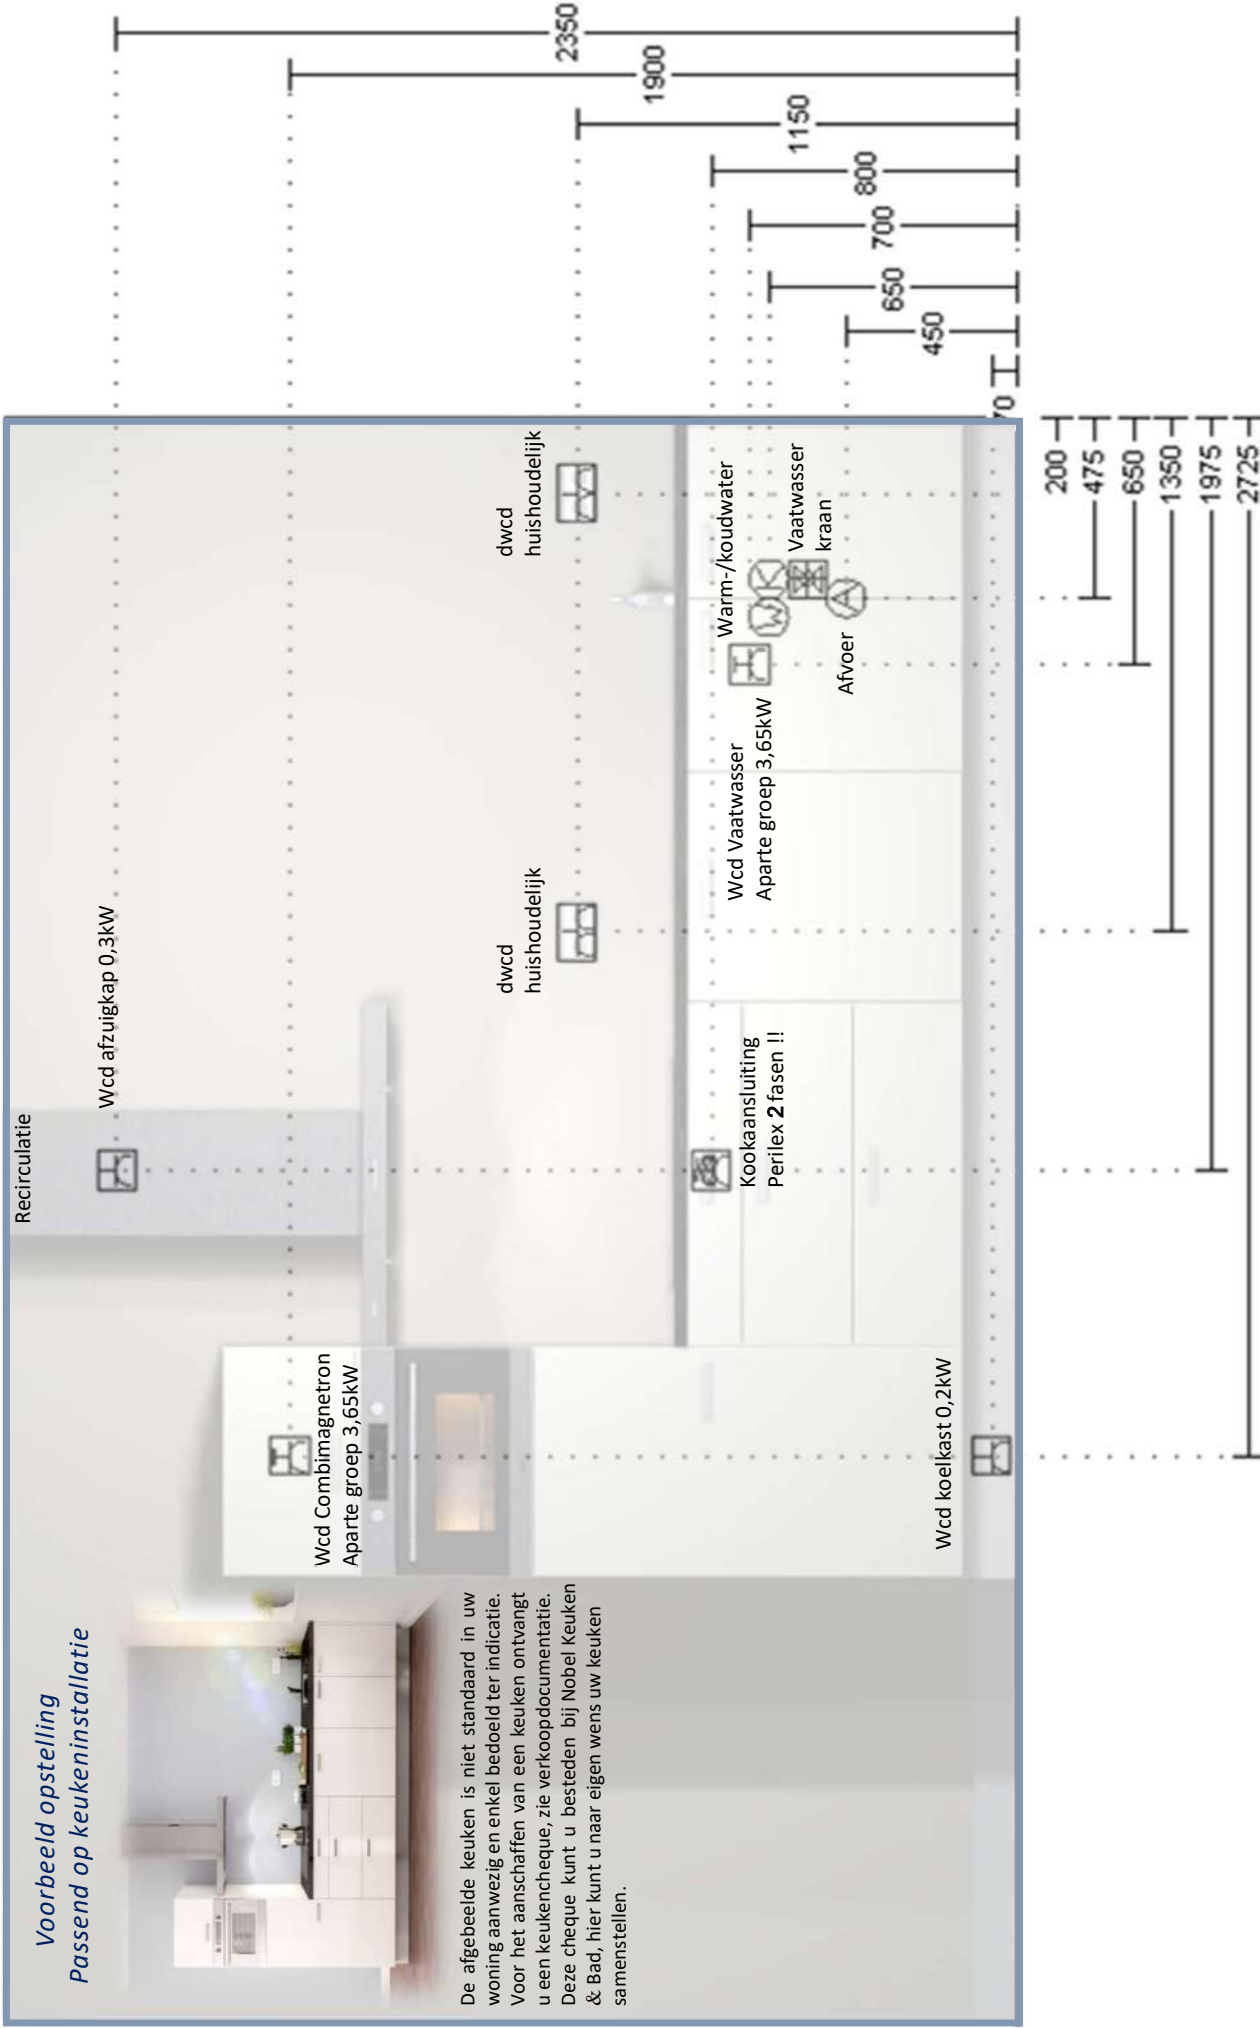 Voorbeeld opstelling
Passend op keukeninstallatie
De afgebeelde keuken is niet standaard in uw
woning aanwezig en enkel bedoeld ter indicatie.
Voor het aanschaffen van een keuken ontvangt
u een keukencheque, zie verkoopdocumentatie.
Deze cheque kunt u besteden bij Nobel Keuken
& Bad, hier kunt u naar eigen wens uw keuken
samenstellen.
Recirculatie
Wcd afzuigkap 0,3kW
Wcd Combimagnetron
Aparte groep 3,65kW
dwcd
huishoudelijk
dwcd
huishoudelijk
Kookaansluiting
Perilex 2 fasen !!
Wcd Vaatwasser
Aparte groep 3,65kW
Warm-/koudwater
W K
Vaatwasser
kraan
A
Afvoer
Wcd koelkast 0,2kW
70
450
650
700
800
1150
1900
2350
200
475
650
1350
1975
2725